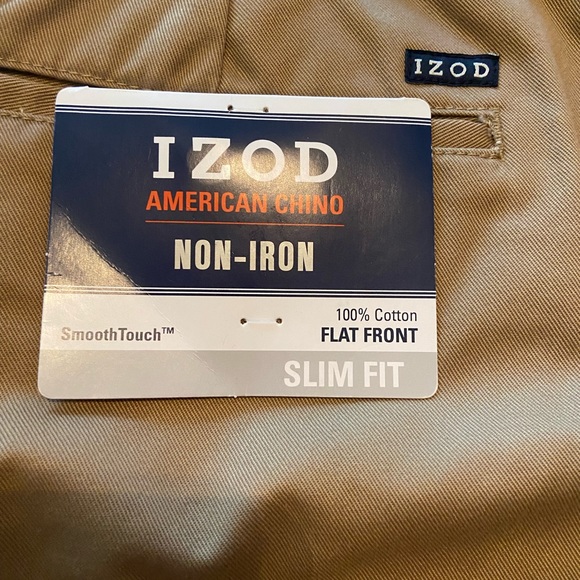 IZOD
IZOD
AMERICAN CHINO
NON-IRON
100% Cotton
SmoothTouch™
FLAT FRONT
SLIM FIT